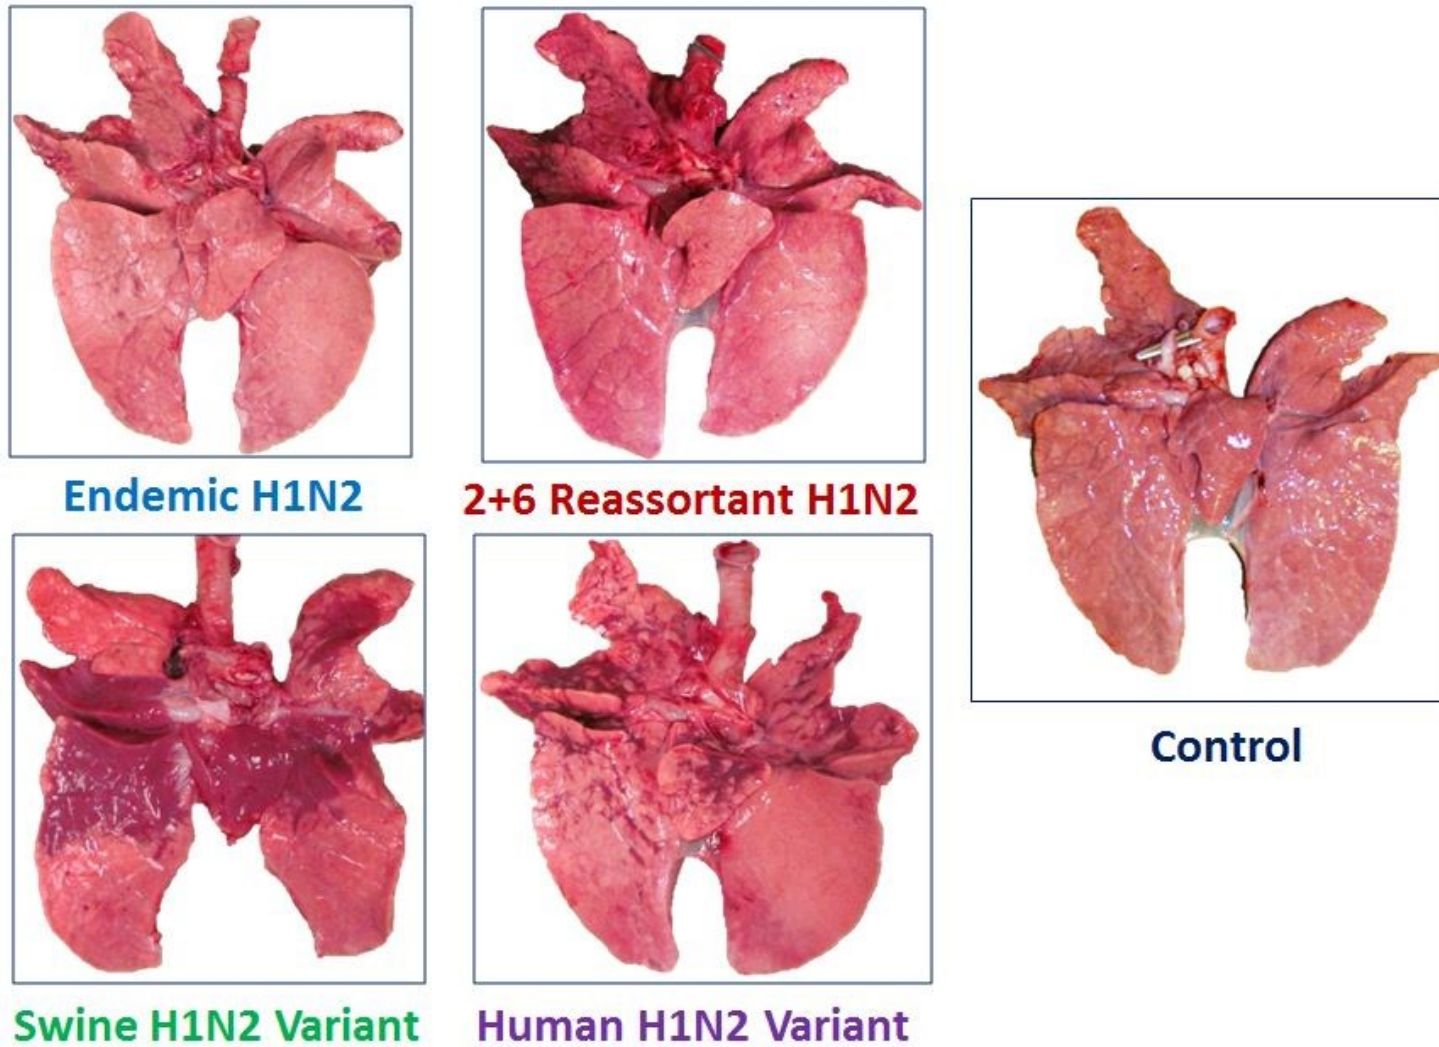 Endemic H1N2
2+6 Reassortant H1N2
Control
Swine H1N2 Variant
Human H1N2 Variant